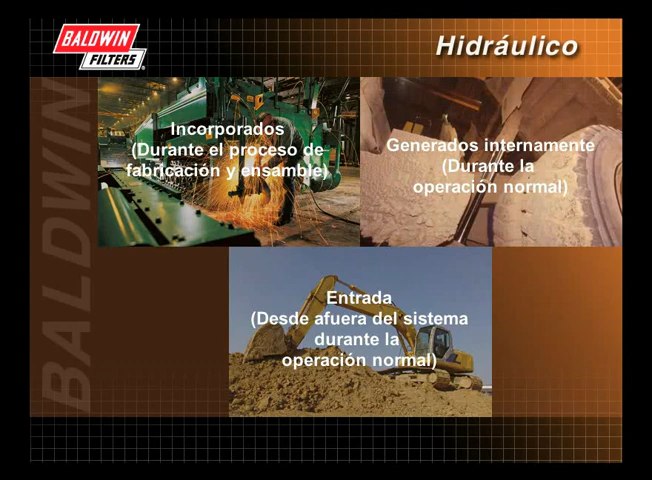 BALDWIN
FILTERS
Hidráulico
BALDWIN
Incorporados
(Durante el proceso de
fabricación y ensamble)
Generados internamente
(Durante la
operación normal)
Entrada
(Desde afuera del sistema
durante la
operación normal)